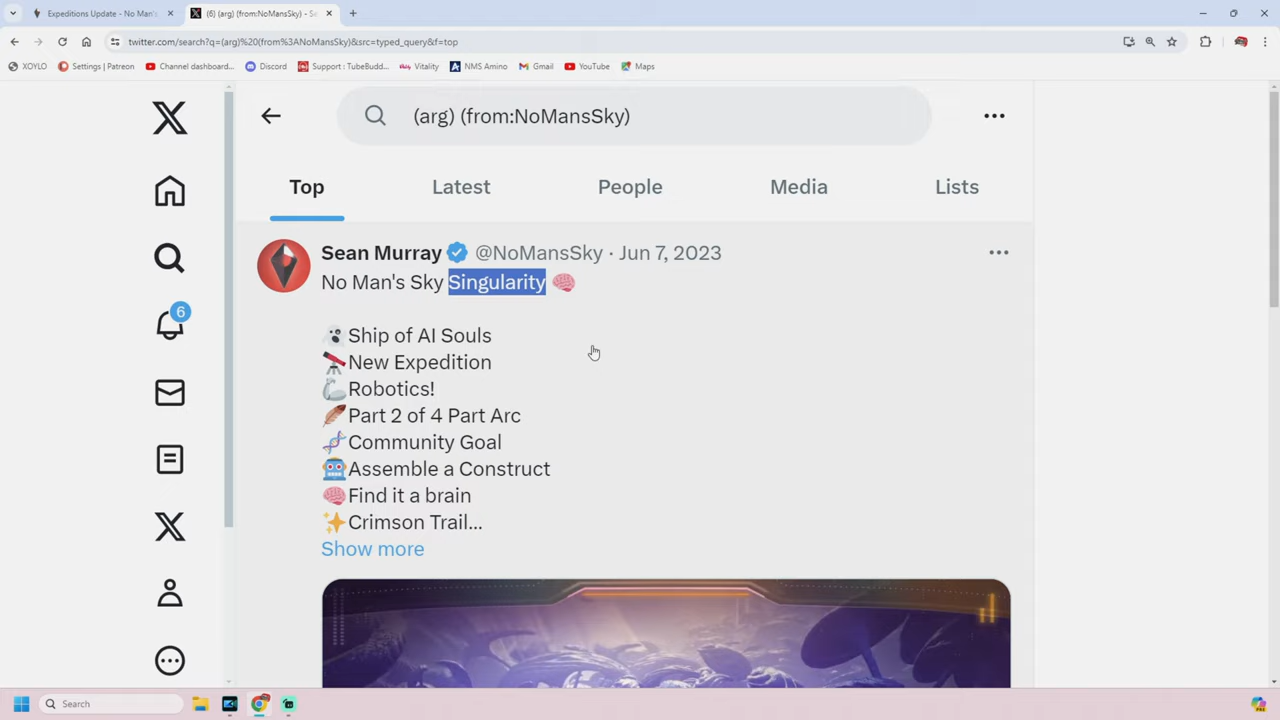 Expeditions Update - No Man's
(6) (arg) (from:NoMansSky) - Se
twitter.com/search?q=(arg)%20(from%3ANoMansSky)&src=typed_query&f=top
XOYLO
Settings | Patreon
Channel dashboard...
Discord
Support : TubeBudd...
Vitality
NMS Amino
Gmail
YouTube
Maps
(arg) (from:NoMansSky)
Top
Latest
People
Media
Lists
Sean Murray @NoMansSky · Jun 7, 2023
No Man's Sky Singularity 🧠
👻Ship of AI Souls
🔭New Expedition
🦾Robotics!
🪶Part 2 of 4 Part Arc
🧬Community Goal
🤖Assemble a Construct
🧠Find it a brain
✨Crimson Trail...
Show more
6
Search